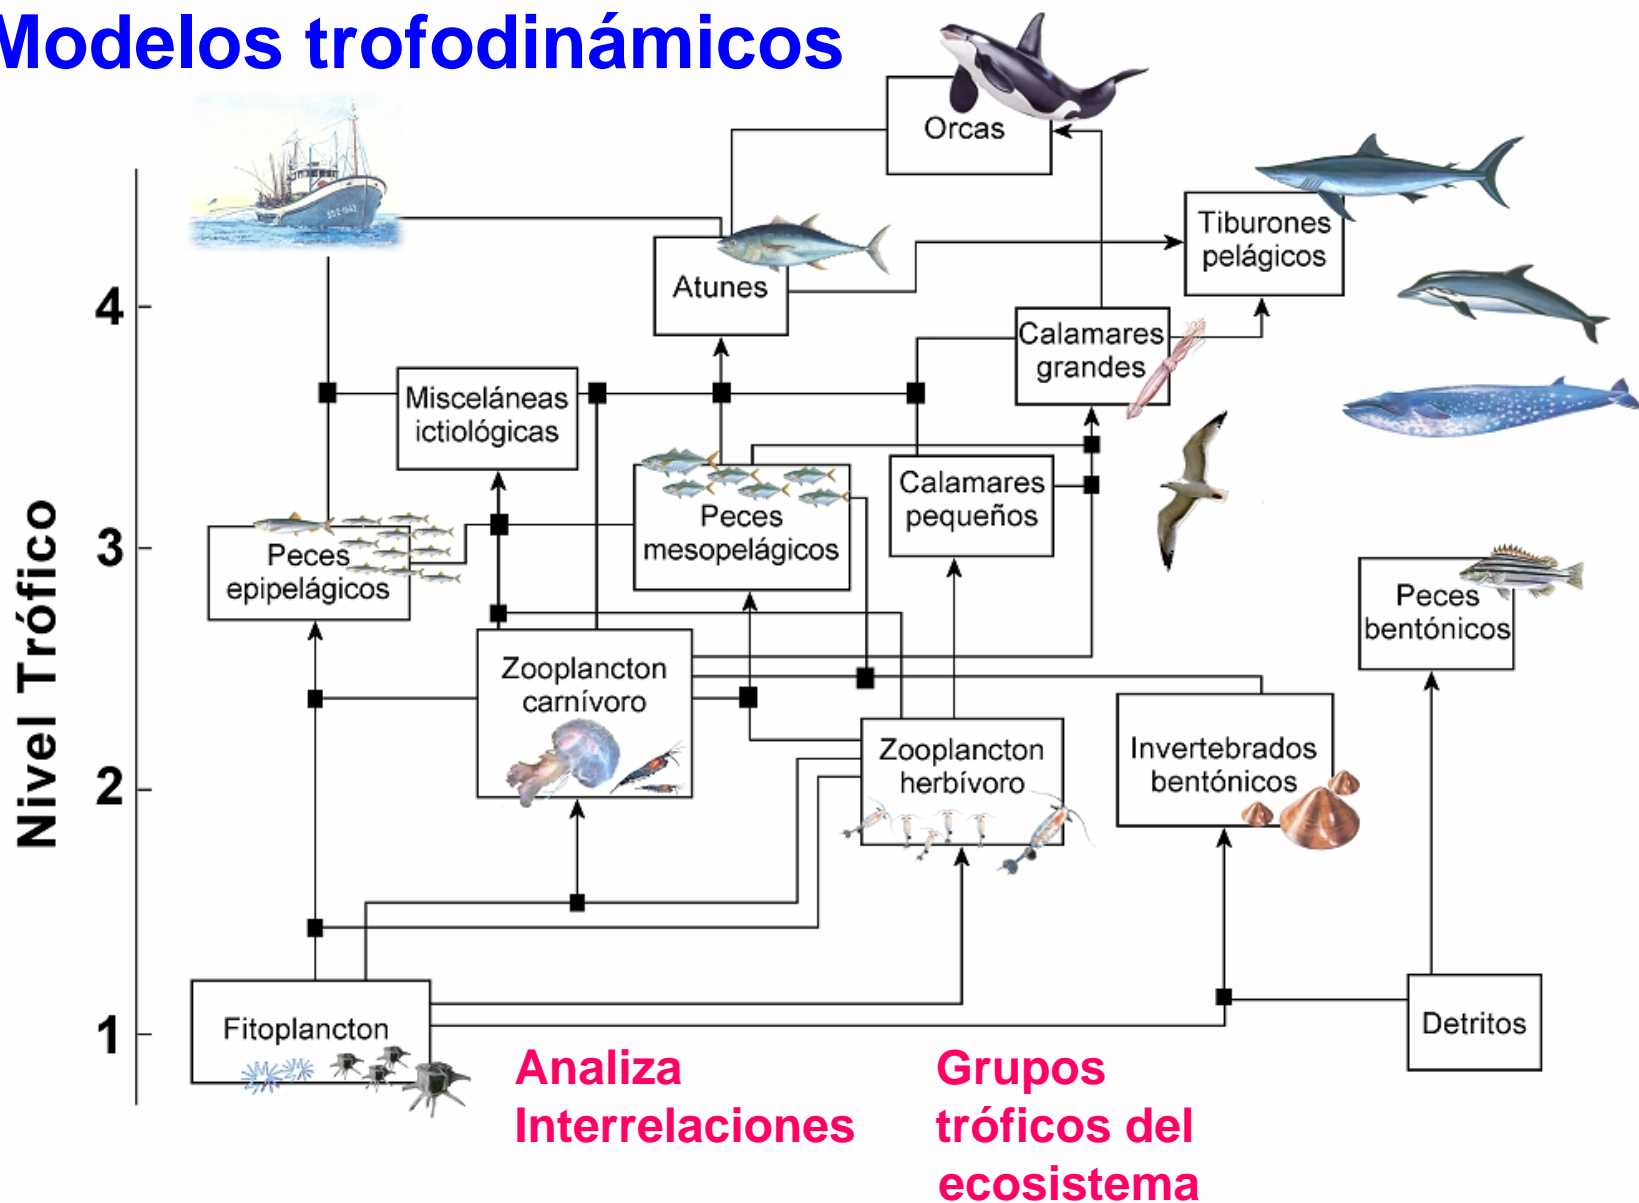 Modelos trofodinámicos
Orcas
Tiburones
pelágicos
Atunes
4
Calamares
grandes
Misceláneas
ictiológicas
Calamares
pequeños
Peces
mesopelágicos
3
Peces
epipelágicos
Peces
bentónicos
Nivel Trófico
Zooplancton
carnívoro
Zooplancton
herbívoro
Invertebrados
bentónicos
2
1
Fitoplancton
Detritos
Analiza
Interrelaciones
Grupos
tróficos del
ecosistema